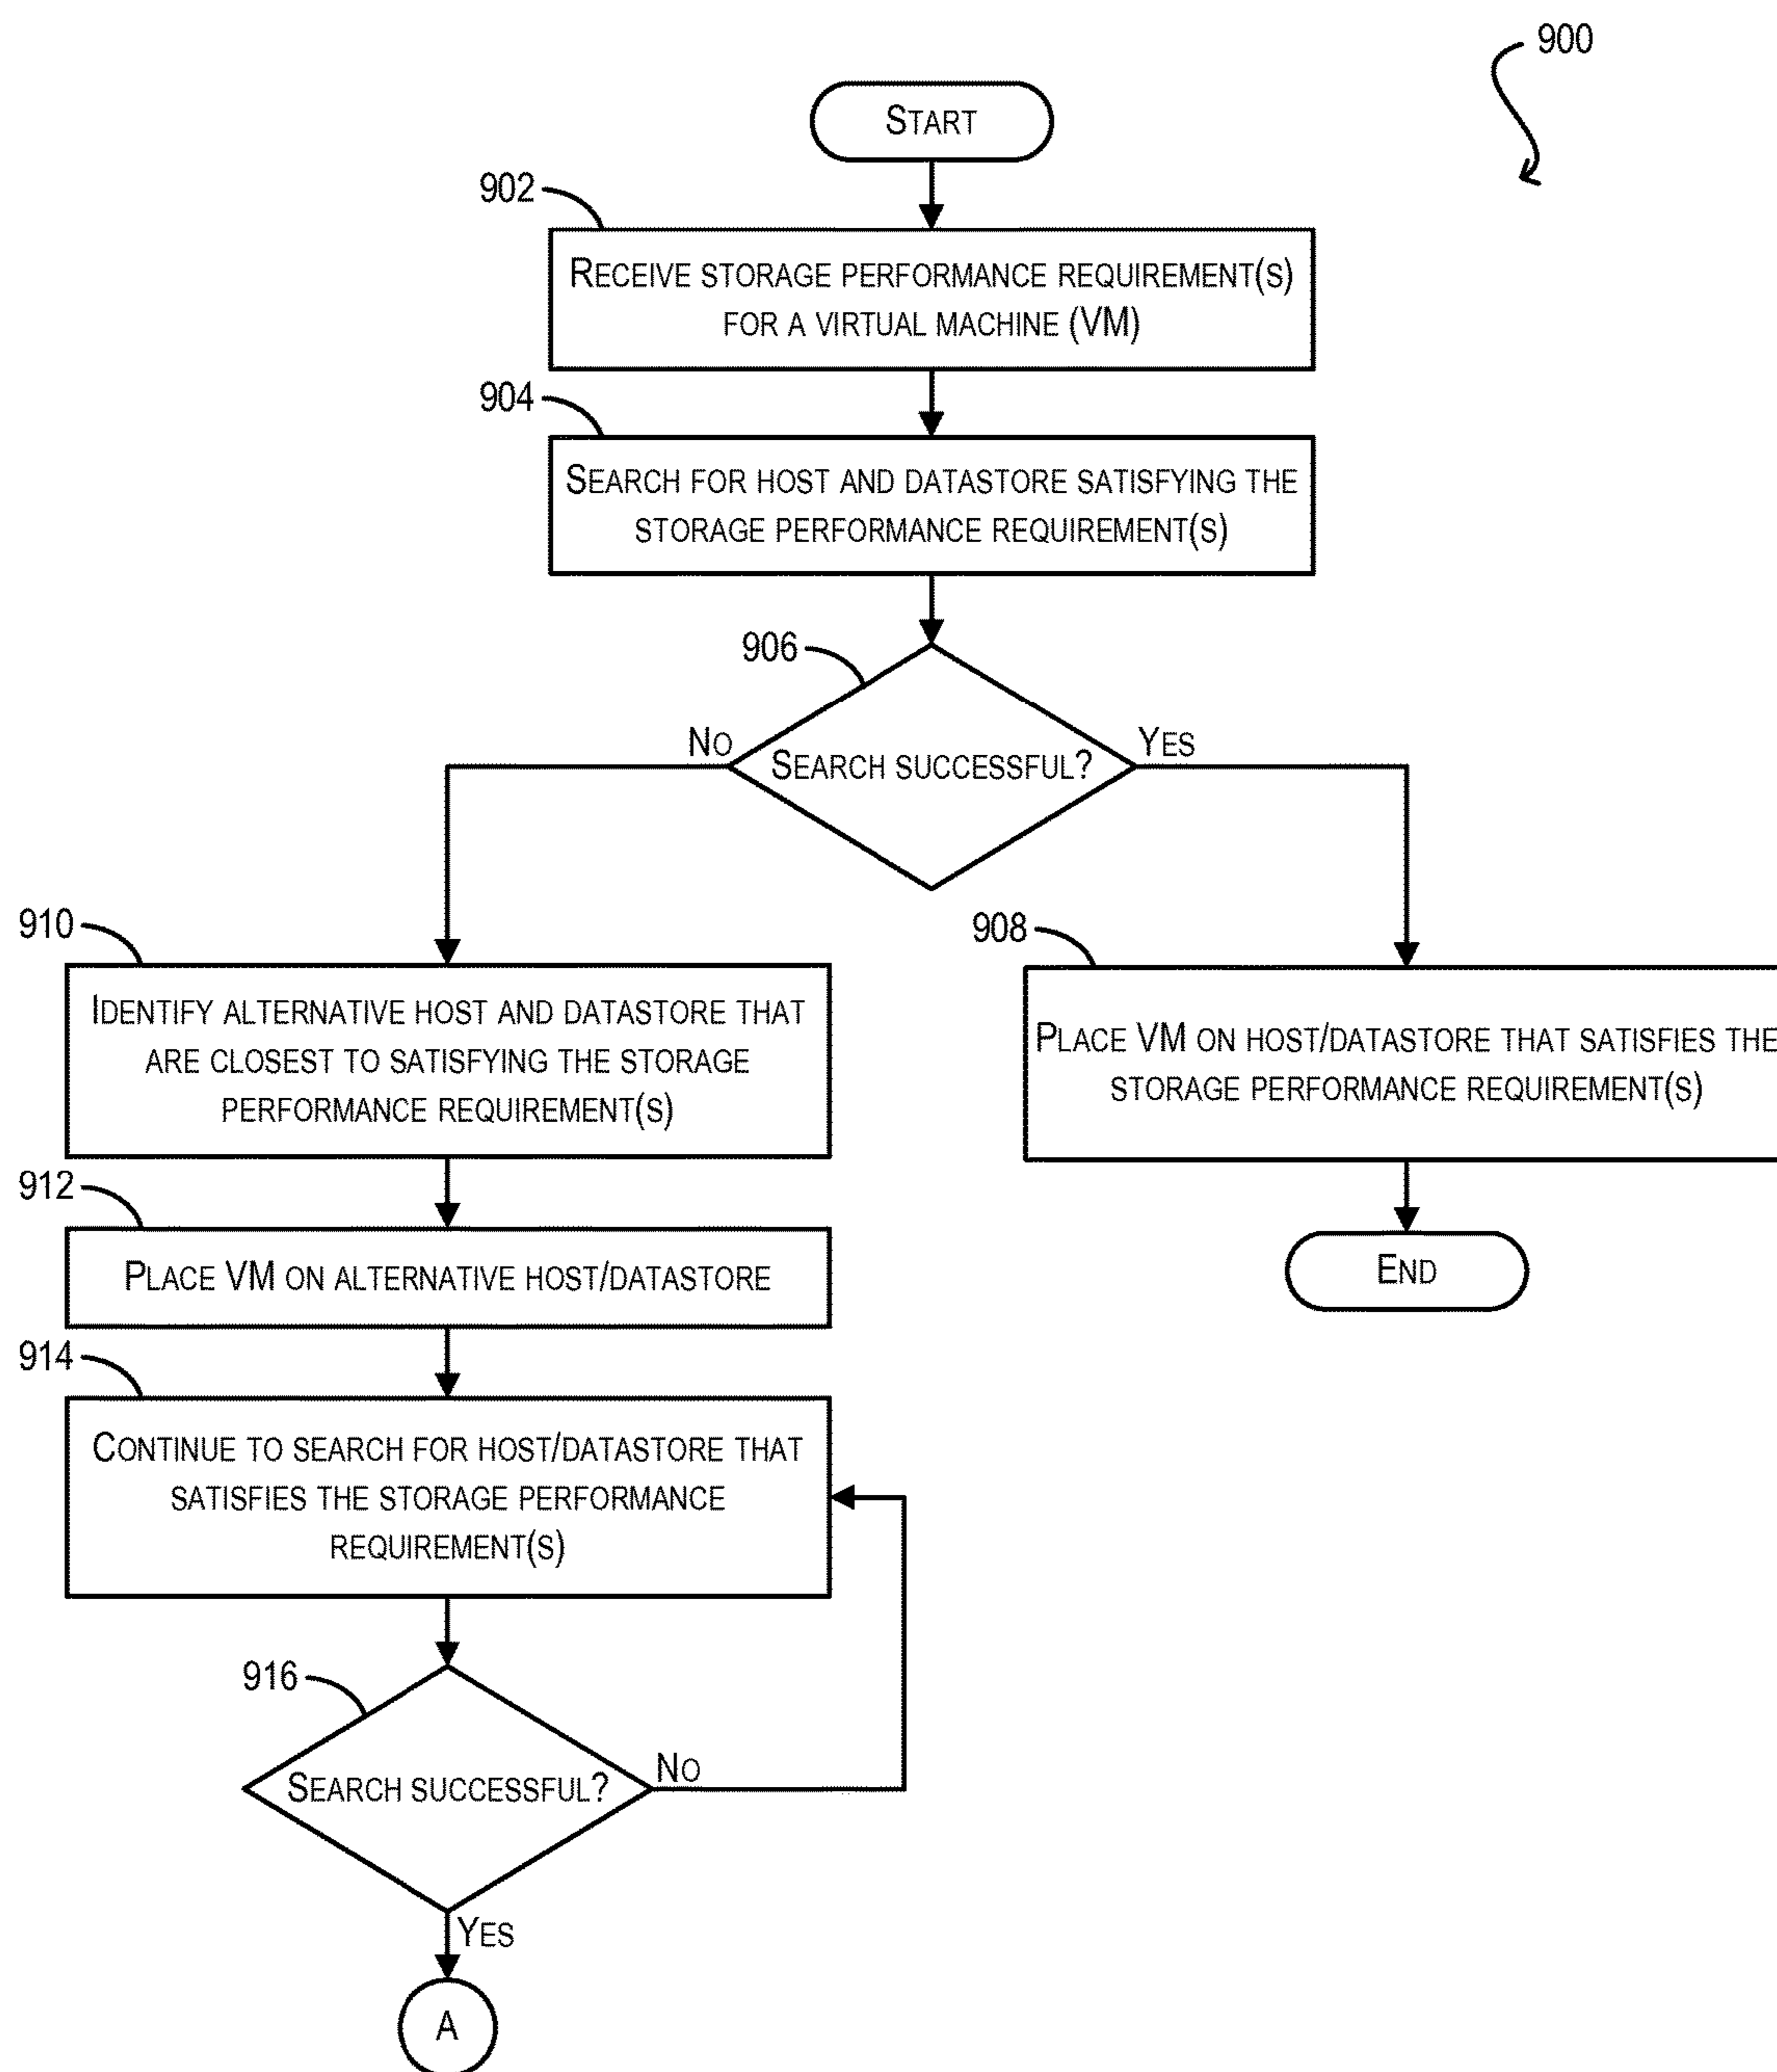 900
START
902
RECEIVE STORAGE PERFORMANCE REQUIREMENT(S)
FOR A VIRTUAL MACHINE (VM)
904
SEARCH FOR HOST AND DATASTORE SATISFYING THE
STORAGE PERFORMANCE REQUIREMENT(S)
906
NO
SEARCH SUCCESSFUL?
YES
910
IDENTIFY ALTERNATIVE HOST AND DATASTORE THAT
ARE CLOSEST TO SATISFYING THE STORAGE
PERFORMANCE REQUIREMENT(S)
908
PLACE VM ON HOST/DATASTORE THAT SATISFIES THE
STORAGE PERFORMANCE REQUIREMENT(S)
END
912
PLACE VM ON ALTERNATIVE HOST/DATASTORE
914
CONTINUE TO SEARCH FOR HOST/DATASTORE THAT
SATISFIES THE STORAGE PERFORMANCE
REQUIREMENT(S)
916
SEARCH SUCCESSFUL?
NO
YES
A